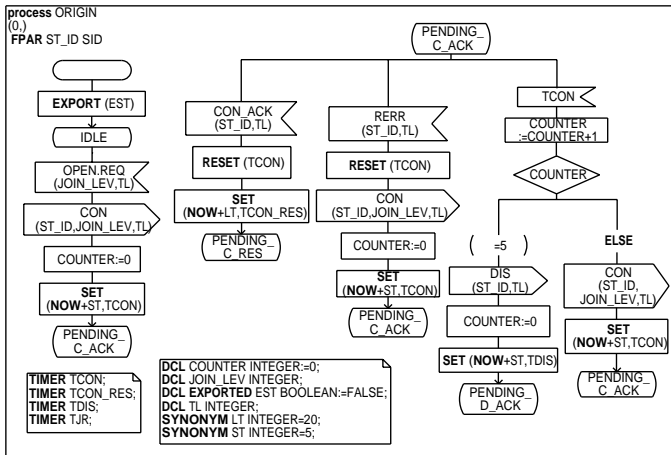 process ORIGIN
(0,)
FPAR ST_ID SID
EXPORT (EST)
IDLE
OPEN.REQ
(JOIN_LEV,TL)
CON
(ST_ID,JOIN_LEV,TL)
COUNTER:=0
SET
(NOW+ST,TCON)
PENDING_
C_ACK
PENDING_
C_ACK
CON_ACK
(ST_ID,TL)
RESET (TCON)
SET
(NOW+LT,TCON_RES)
PENDING_
C_RES
RERR
(ST_ID,TL)
RESET (TCON)
CON
(ST_ID,JOIN_LEV,TL)
COUNTER:=0
SET
(NOW+ST,TCON)
PENDING_
C_ACK
TCON
COUNTER
:=COUNTER+1
COUNTER
( =5 )
DIS
(ST_ID,TL)
COUNTER:=0
SET (NOW+ST,TDIS)
PENDING_
D_ACK
ELSE
CON
(ST_ID,
JOIN_LEV,TL)
SET
(NOW+ST,TCON)
PENDING_
C_ACK
TIMER TCON;
TIMER TCON_RES;
TIMER TDIS;
TIMER TJR;
DCL COUNTER INTEGER:=0;
DCL JOIN_LEV INTEGER;
DCL EXPORTED EST BOOLEAN:=FALSE;
DCL TL INTEGER;
SYNONYM LT INTEGER=20;
SYNONYM ST INTEGER=5;